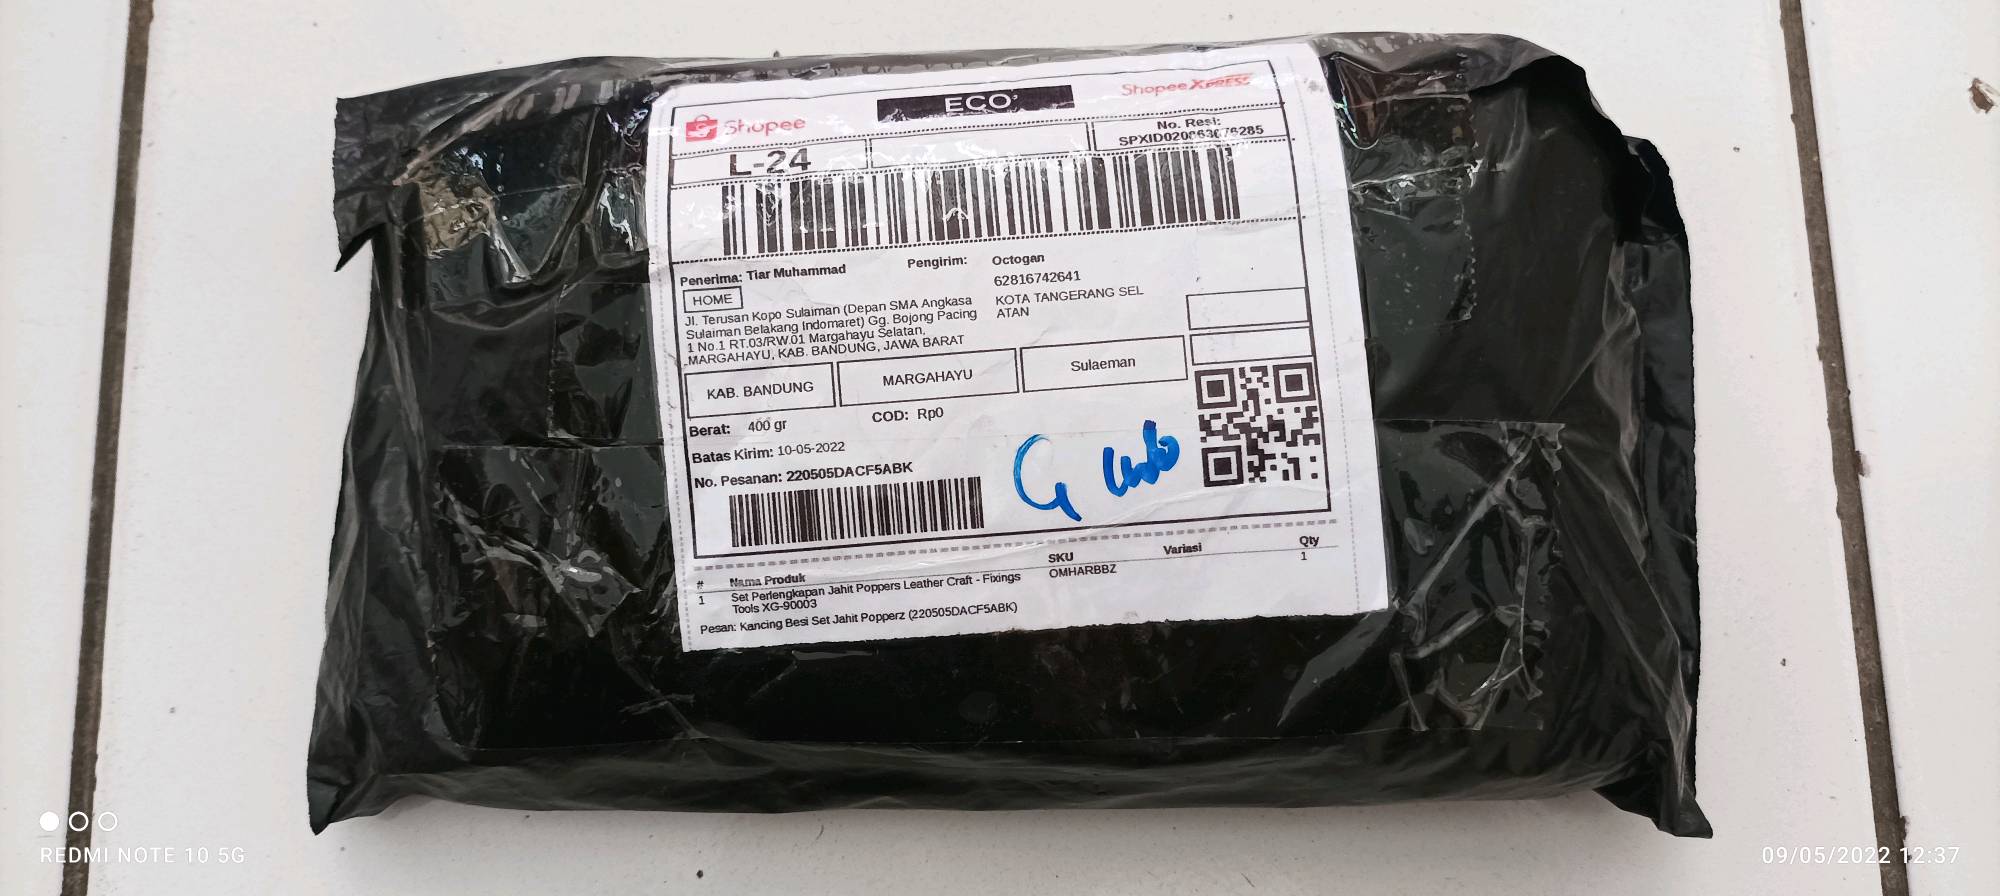 Shopee
ECO
Shopee XPRESS
L-24
No. Resi:
Penerima: Tiar Muhammad
HOME
Jl. Terusan Kopo Sulaiman (Depan SMA Angkasa
Sulaiman Belakang Indomaret) Gg. Bojong Pacing
1 No.1 RT.03/RW.01 Margahayu Selatan,
MARGAHAYU, KAB. BANDUNG, JAWA BARAT
Pengirim: Octogan
62816742641
KOTA TANGERANG SEL
ATAN
KAB. BANDUNG
MARGAHAYU
Sulaeman
Berat: 400 gr
COD: Rp0
Batas Kirim: 10-05-2022
No. Pesanan: 220505DACF5ABK
# Nama Produk SKU Variasi Qty
1 Set Perlengkapan Jahit Poppers Leather Craft - Fixings OMHARBBZ 1
Tools XG-90003
Pesan: Kancing Besi Set Jahit Popperz (220505DACF5ABK)
REDMI NOTE 10 5G
09/05/2022 12:37